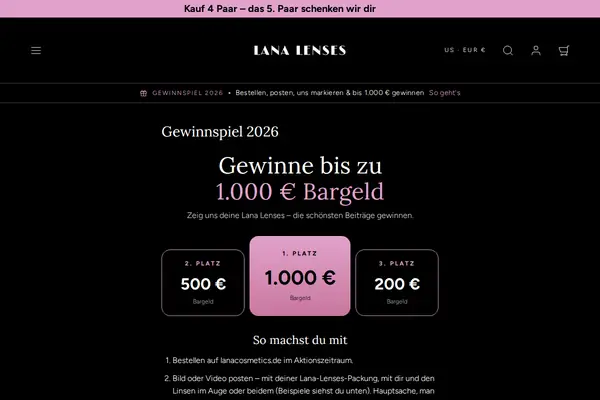 Kauf 4 Paar – das 5. Paar schenken wir dir
LANA LENSES
US · EUR €
GEWINNSPIEL 2026 • Bestellen, posten, uns markieren & bis 1.000 € gewinnen So geht's
Gewinnspiel 2026
Gewinne bis zu
1.000 € Bargeld
Zeig uns deine Lana Lenses – die schönsten Beiträge gewinnen.
2. PLATZ
500 €
Bargeld
1. PLATZ
1.000 €
Bargeld
3. PLATZ
200 €
Bargeld
So machst du mit
1. Bestellen auf lanacosmetics.de im Aktionszeitraum.
2. Bild oder Video posten – mit deiner Lana-Lenses-Packung, mit dir und den
Linsen im Auge oder beidem (Beispiele siehst du unten). Hauptsache, man